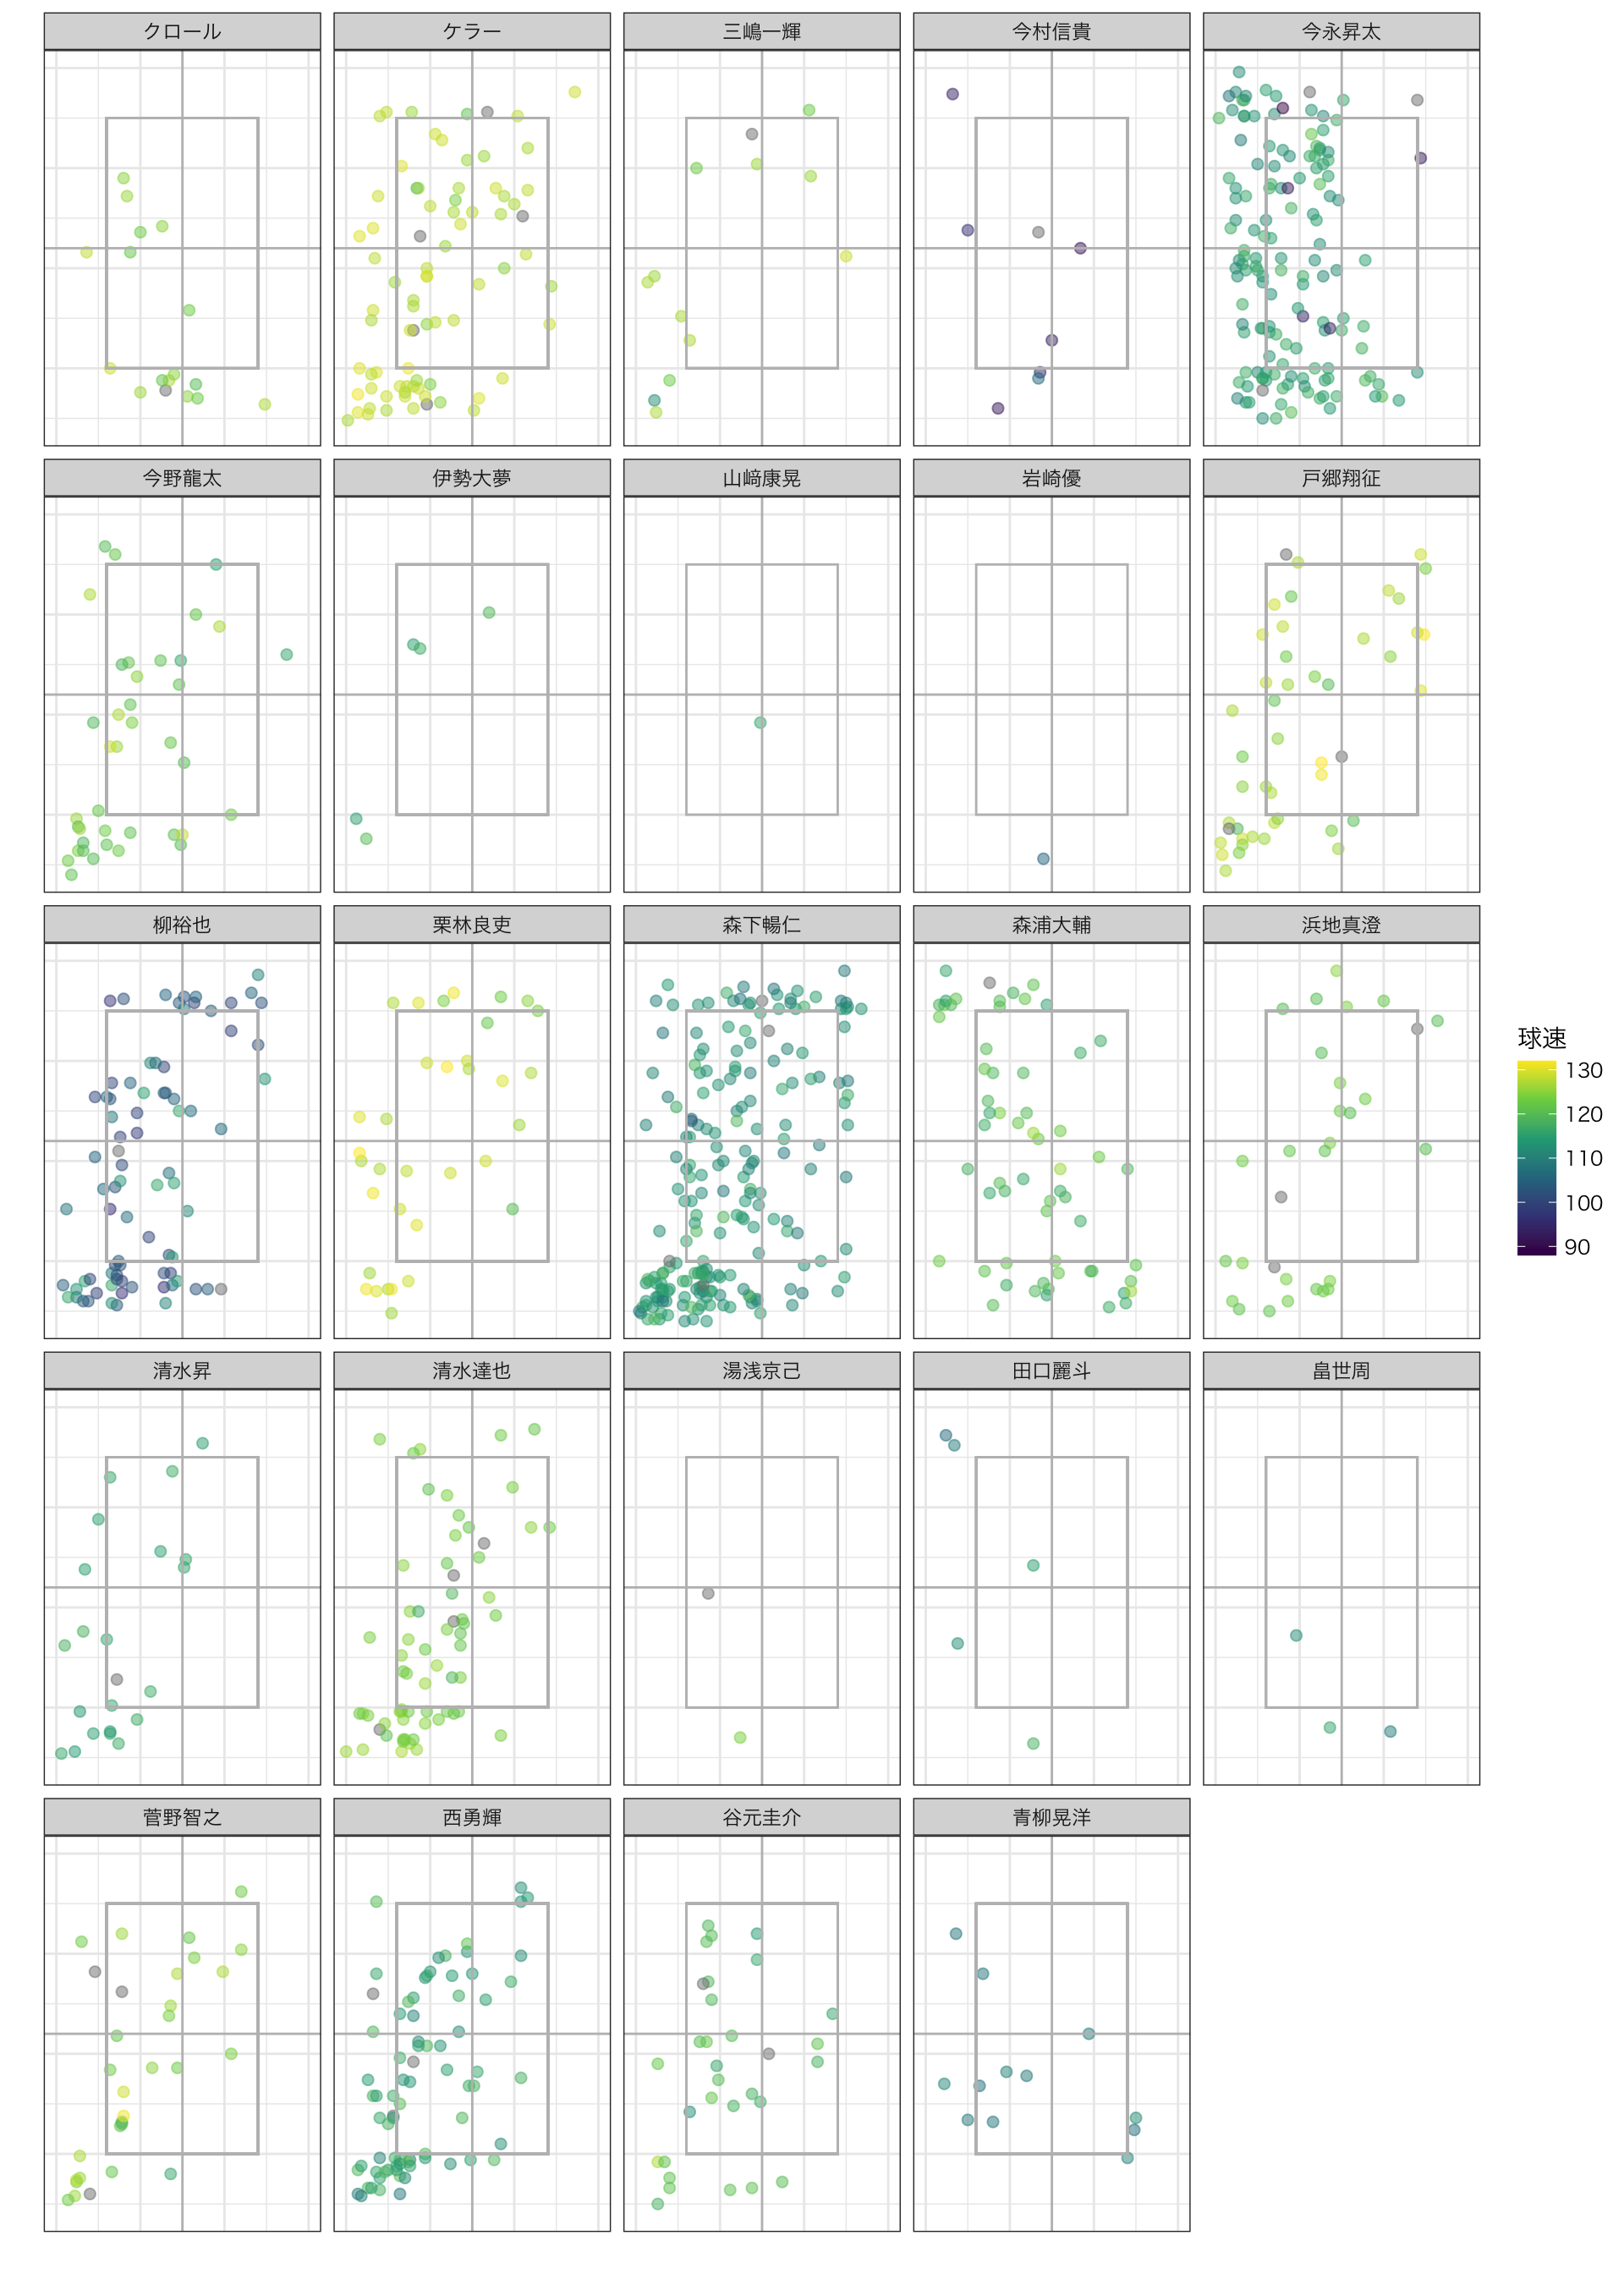 クロール
ケラー
三嶋一輝
今村信貴
今永昇太
今野龍太
伊勢大夢
山﨑康晃
岩崎優
戸郷翔征
柳裕也
栗林良吏
森下暢仁
森浦大輔
浜地真澄
清水昇
清水達也
湯浅京己
田口麗斗
畠世周
菅野智之
西勇輝
谷元圭介
青柳晃洋
球速
130
120
110
100
90